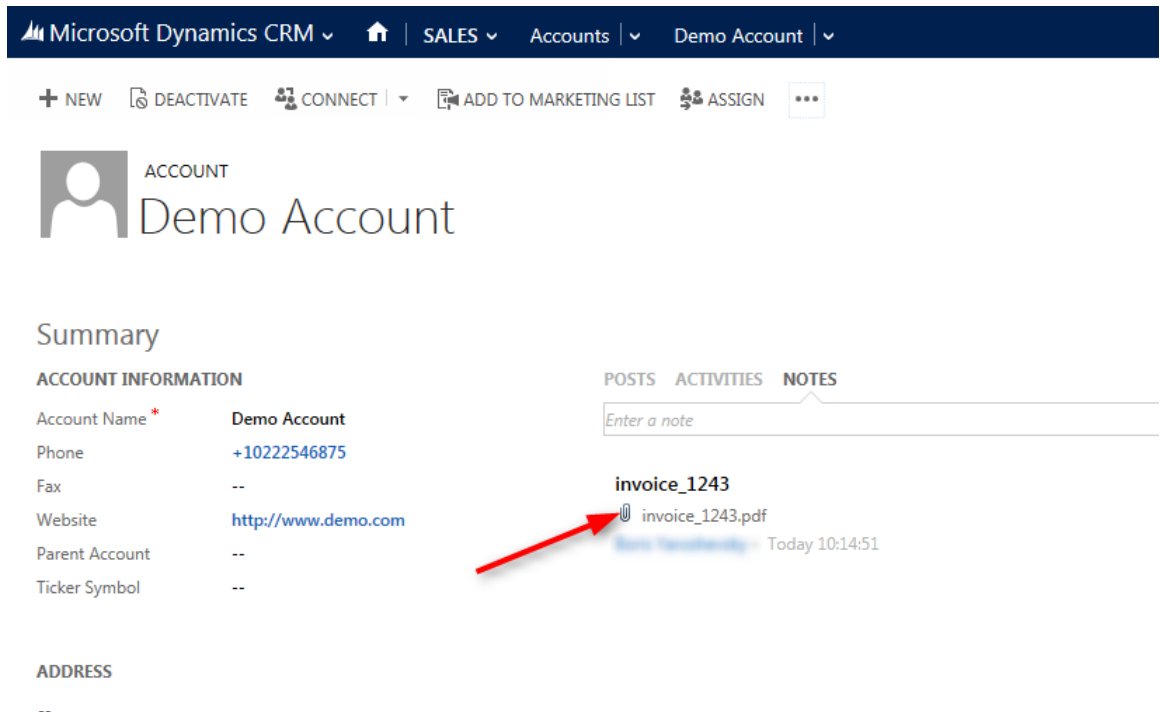 Microsoft Dynamics CRM SALES Accounts Demo Account
NEW DEACTIVATE CONNECT ADD TO MARKETING LIST ASSIGN ...
ACCOUNT
Demo Account
Summary
ACCOUNT INFORMATION
Account Name * Demo Account
Phone +10222546875
Fax --
Website http://www.demo.com
Parent Account --
Ticker Symbol --
ADDRESS
POSTS ACTIVITIES NOTES
Enter a note
invoice_1243
invoice_1243.pdf
- Today 10:14:51